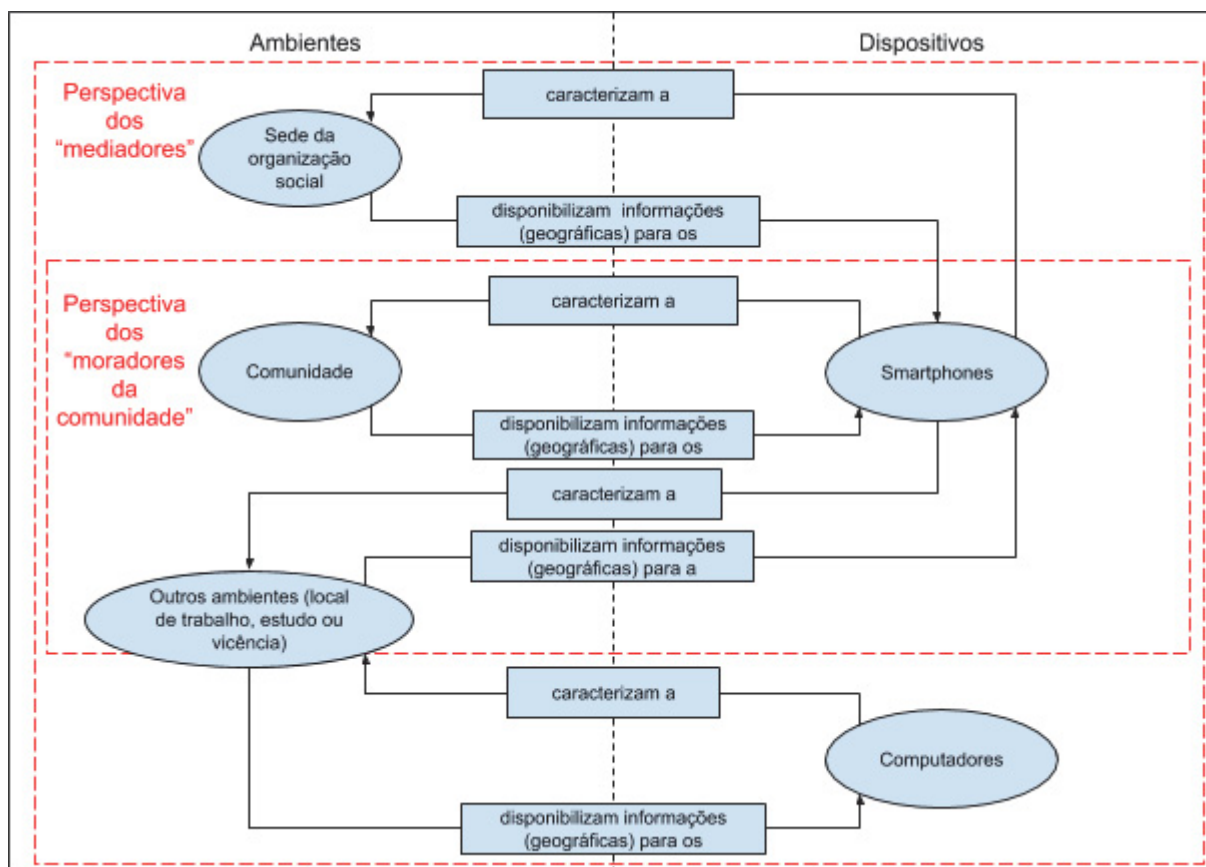 Ambientes
Dispositivos
Perspectiva
dos
“mediadores”
caracterizam a
Sede da
organização
social
disponibilizam informações
(geográficas) para os
Perspectiva
dos
“moradores
da
comunidade”
caracterizam a
Comunidade
Smartphones
disponibilizam informações
(geográficas) para os
caracterizam a
disponibilizam informações
(geográficas) para a
Outros ambientes (local
de trabalho, estudo ou
vicência)
caracterizam a
Computadores
disponibilizam informações
(geográficas) para os